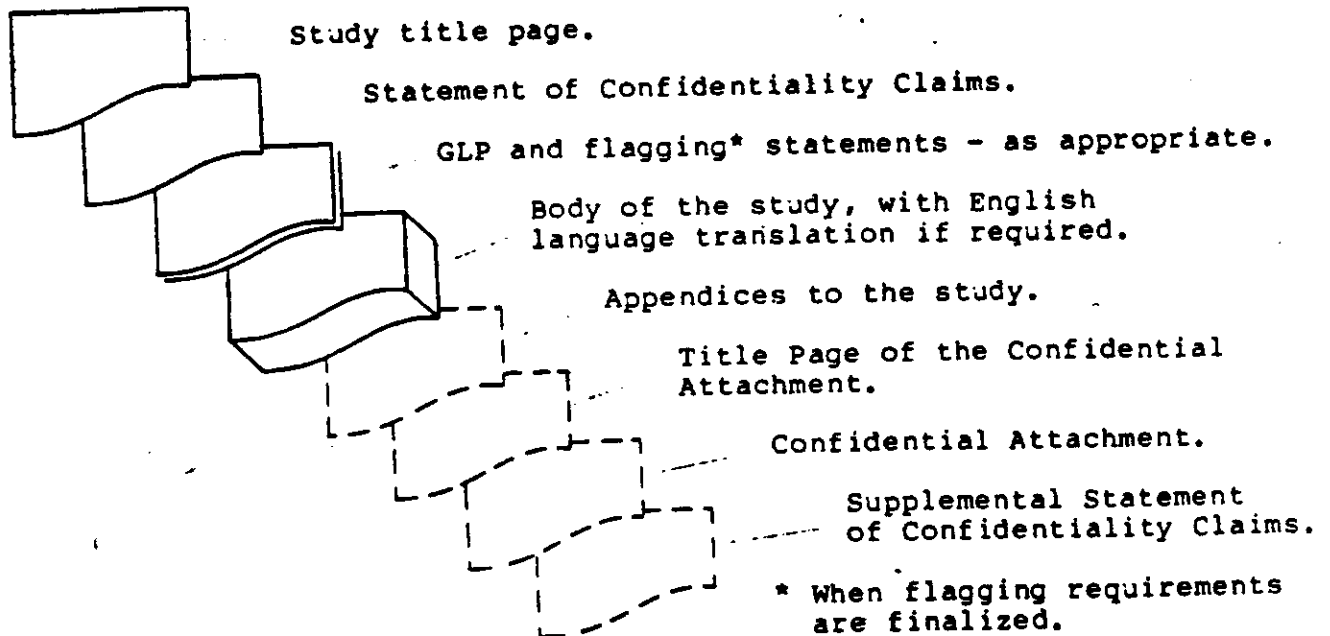 Study title page.
Statement of Confidentiality Claims.
GLP and flagging* statements - as appropriate.
Body of the study, with English
language translation if required.
Appendices to the study.
Title Page of the Confidential
Attachment.
Confidential Attachment.
Supplemental Statement
of Confidentiality Claims.
* When flagging requirements
are finalized.